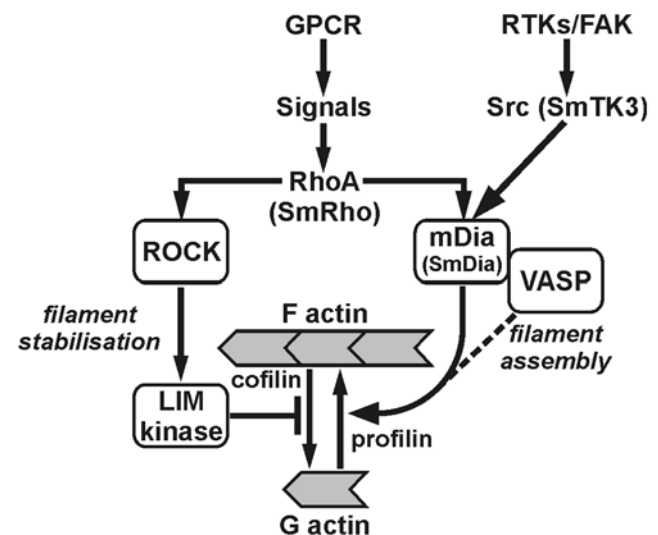 GPCR
RTKs/FAK
Signals
Src (SmTK3)
RhoA
(SmRho)
ROCK
mDia
(SmDia)
VASP
filament
stabilisation
F actin
filament
assembly
cofilin
LIM
kinase
profilin
G actin